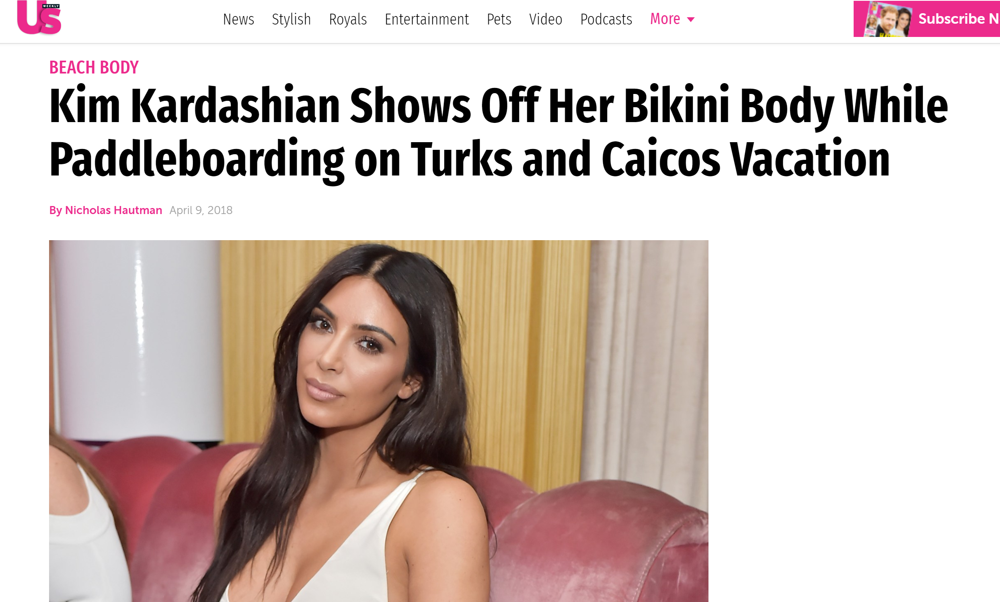 Us
WEEKLY
News Stylish Royals Entertainment Pets Video Podcasts More
Subscribe N
BEACH BODY
Kim Kardashian Shows Off Her Bikini Body While
Paddleboarding on Turks and Caicos Vacation
By Nicholas Hautman April 9, 2018